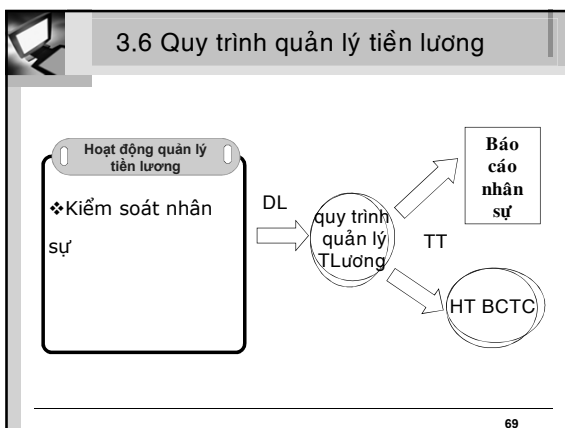 3.6 Quy trình quản lý tiền lương
Hoạt động quản lý
tiền lương
❖Kiểm soát nhân
sự
DL
quy trình
quản lý
TLương
TT
Báo
cáo
nhân
sự
HT BCTC
69